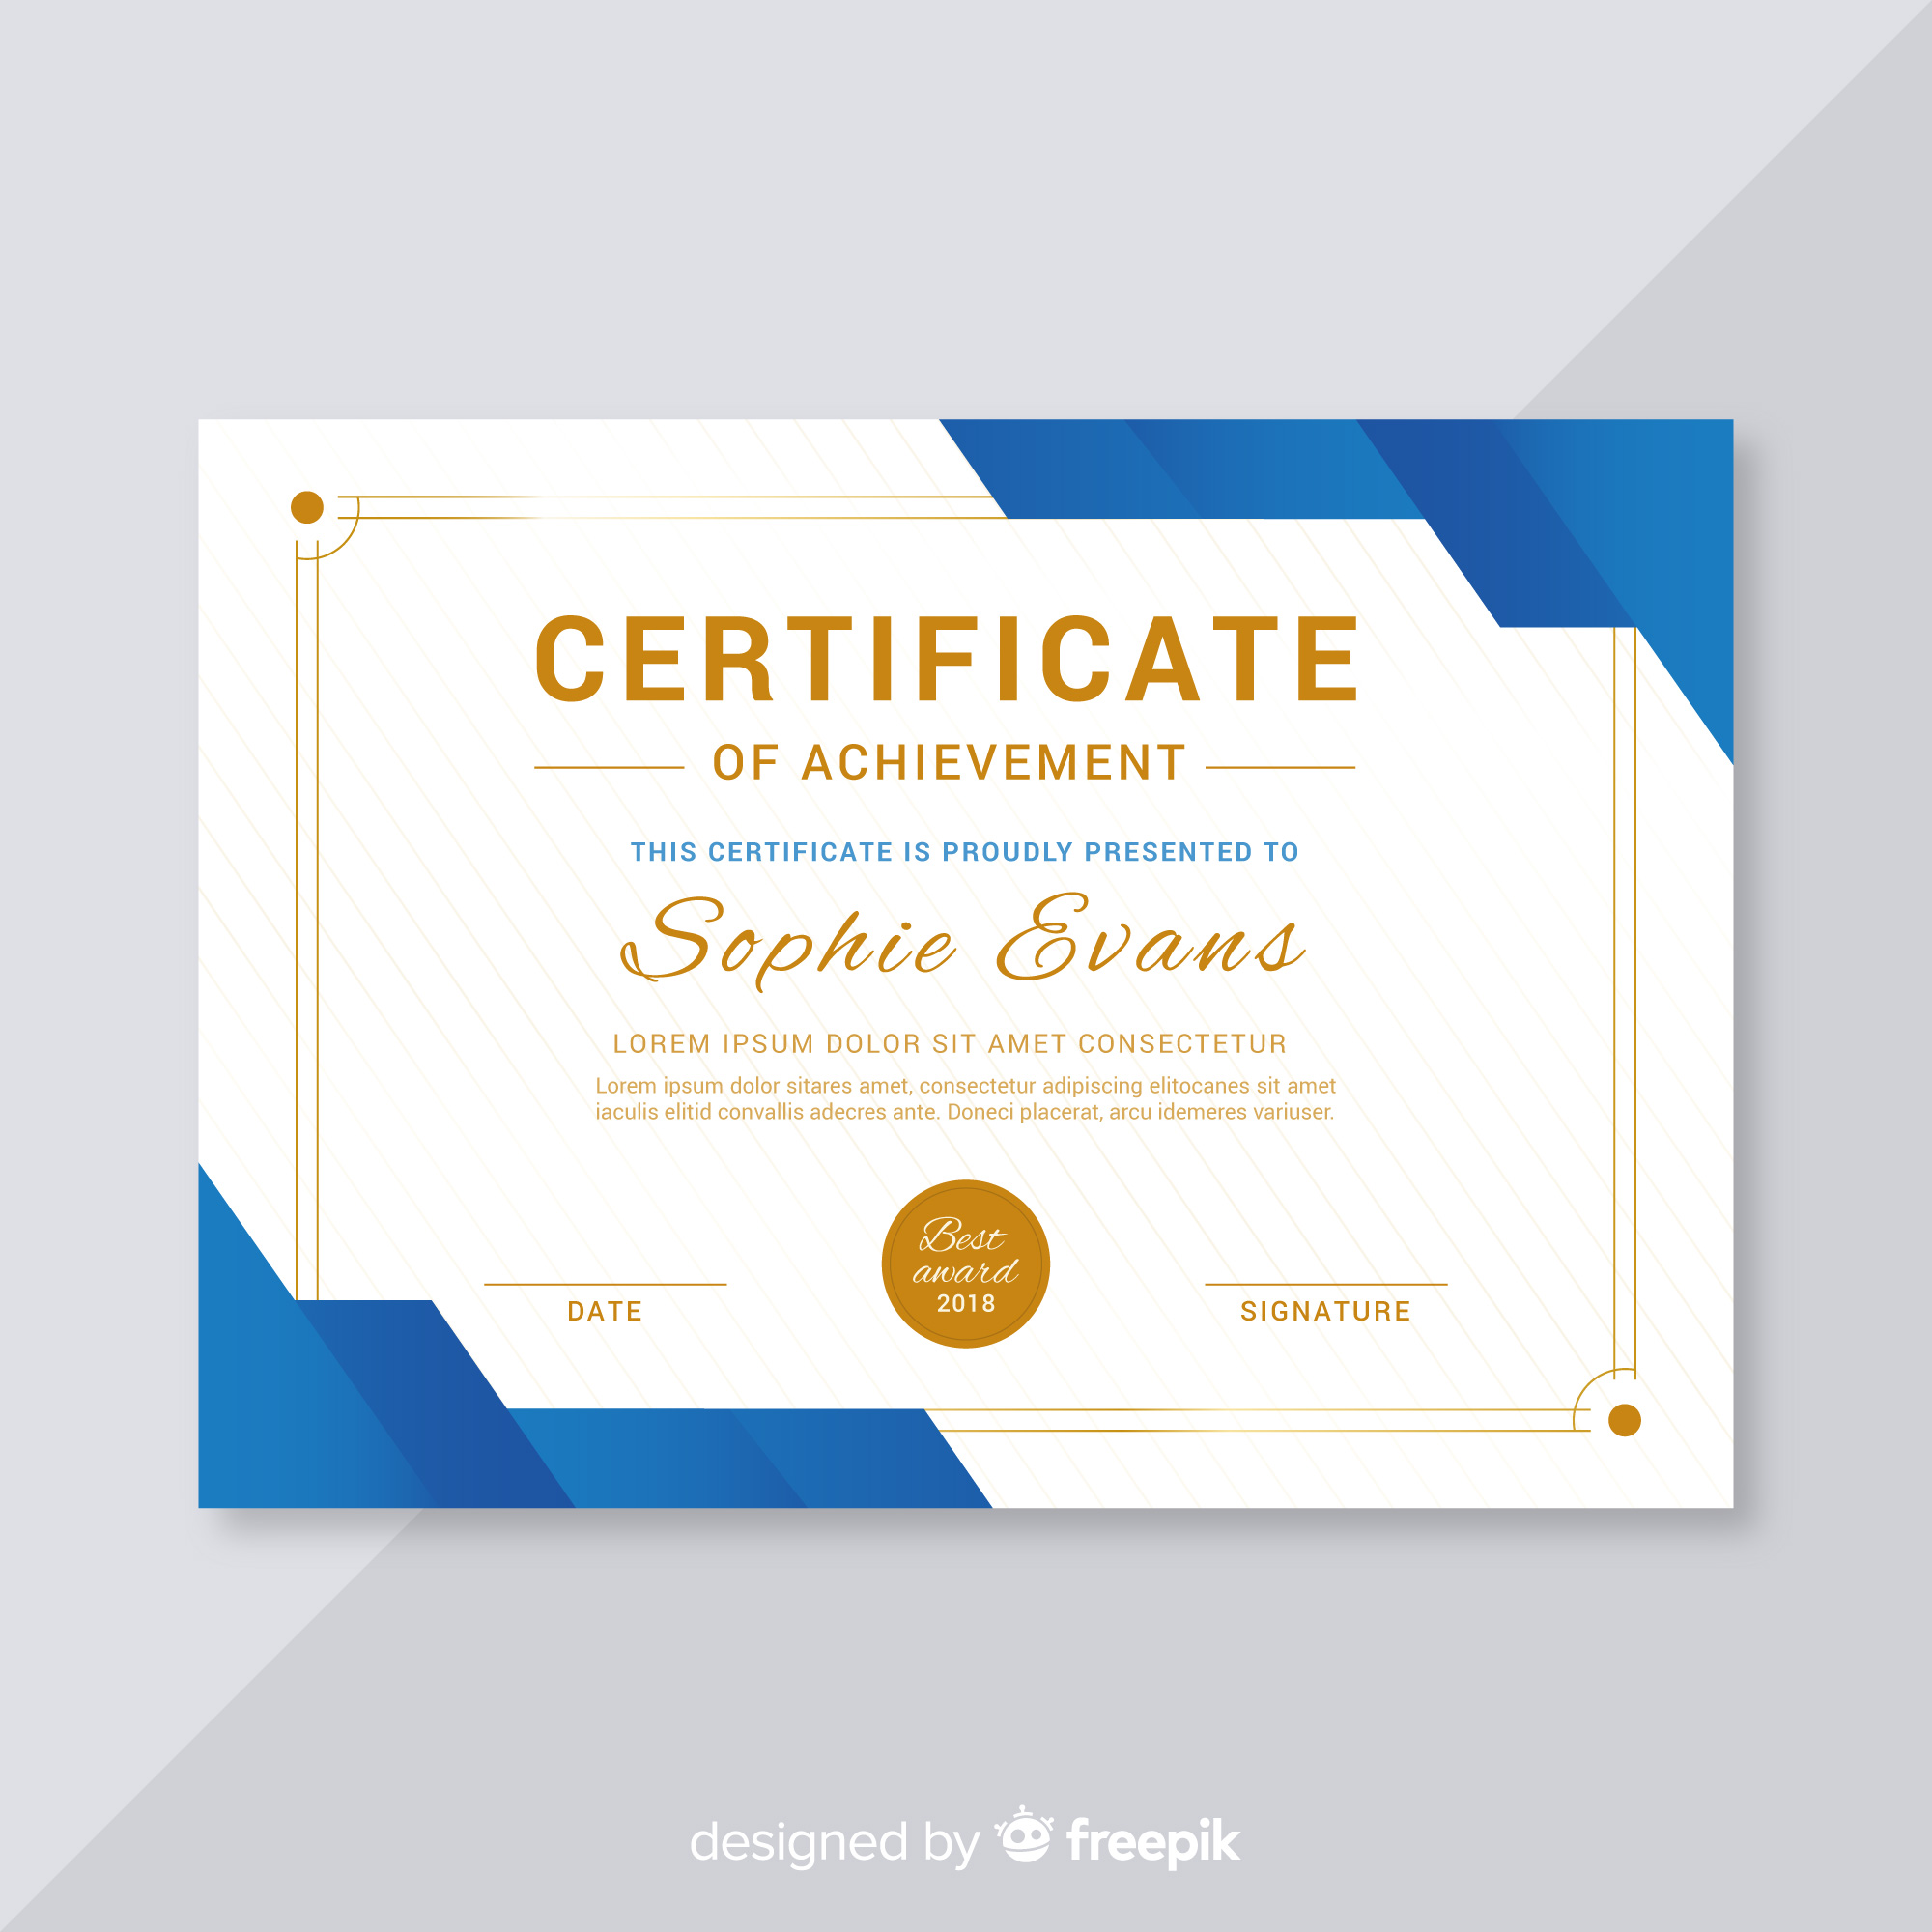 CERTIFICATE
OF ACHIEVEMENT
THIS CERTIFICATE IS PROUDLY PRESENTED TO
Sophie Evans
LOREM IPSUM DOLOR SIT AMET CONSECTETUR
Lorem ipsum dolor sitares amet, consectetur adipiscing elitocanes sit amet
iaculis elitid convallis adecres ante. Doneci placerat, arcu idemeres variuser.
Best
award
2018
DATE
SIGNATURE
designed by freepik